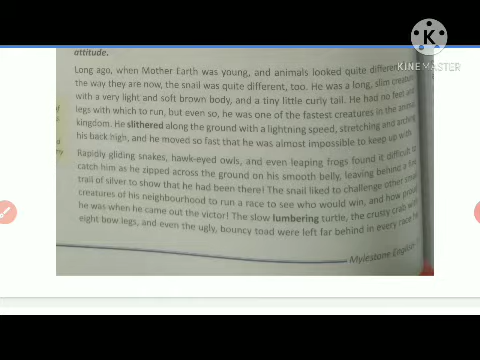 attitude.
Long ago, when Mother Earth was young, and animals looked quite different
the way they are now, the snail was quite different, too. He was a long, slim creature
with a very light and soft brown body, and a tiny little curly tail. He had no feet and
legs with which to run, but even so, he was one of the fastest creatures in the animal
kingdom. He slithered along the ground with a lightning speed, stretching and arching
his back high, and he moved so fast that he was almost impossible to keep up with.
Rapidly gliding snakes, hawk-eyed owls, and even leaping frogs found it difficult to
catch him as he zipped across the ground on his smooth belly, leaving behind a fine
trail of silver to show that he had been there! The snail liked to challenge other small
creatures of his neighbourhood to run a race to see who would win, and how proud
he was when he came out the victor! The slow lumbering turtle, the crusty crab with
eight bow legs, and even the ugly, bouncy toad were left far behind in every race he
Mylestone English
K
KINEMASTER